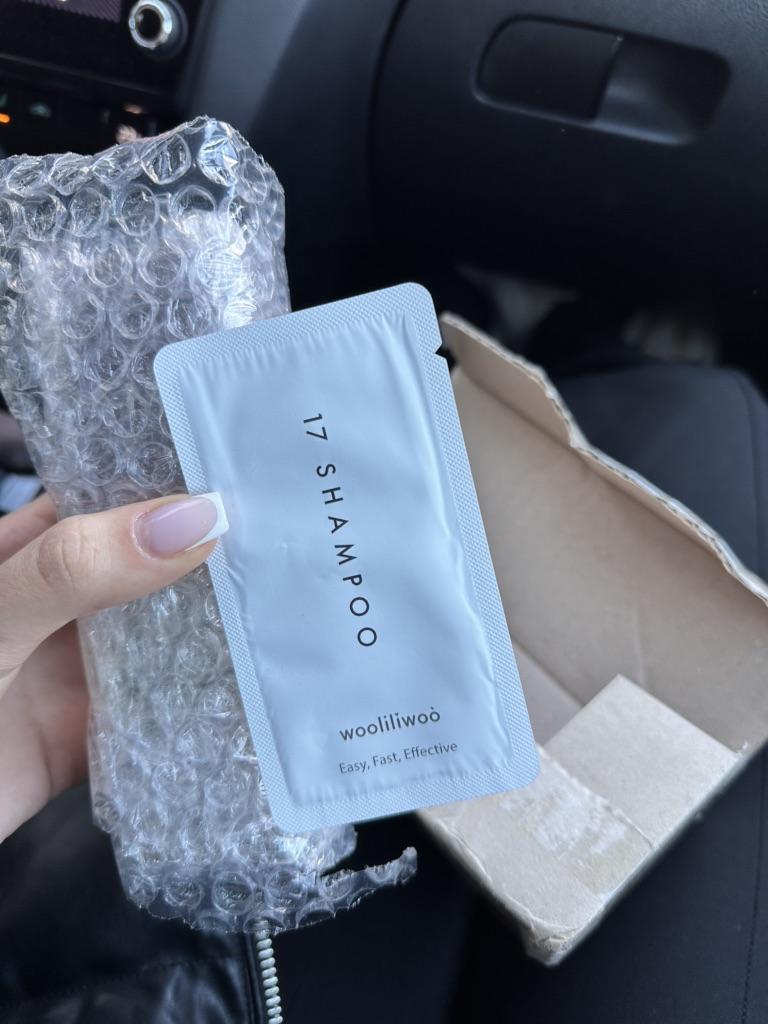 17 SHAMPOO
wooliliwoo
Easy, Fast, Effective